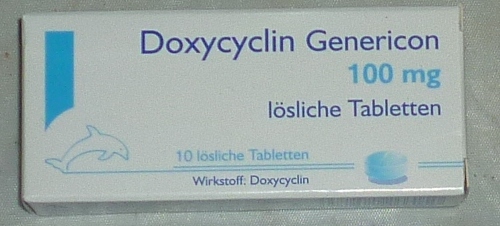 Doxycyclin Genericon
100 mg
lösliche Tabletten
10 lösliche Tabletten
Wirkstoff: Doxycyclin